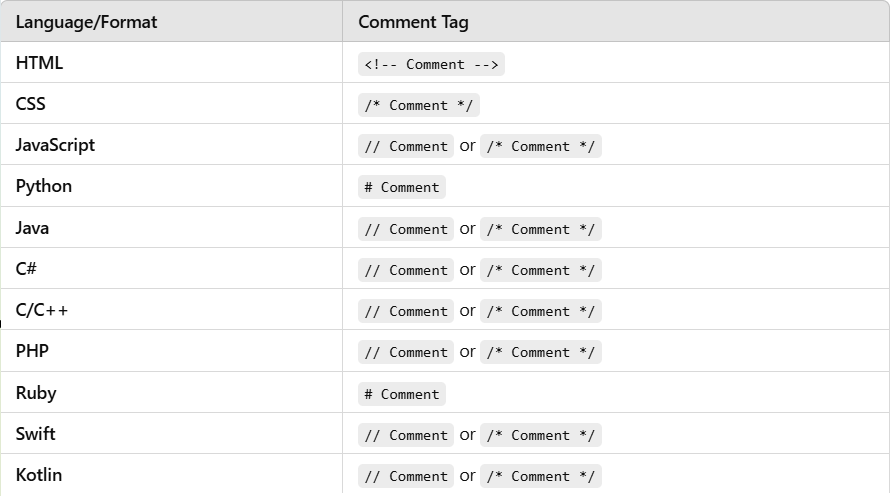 Language/Format Comment Tag
HTML <!-- Comment -->
CSS /* Comment */
JavaScript // Comment or /* Comment */
Python # Comment
Java // Comment or /* Comment */
C# // Comment or /* Comment */
C/C++ // Comment or /* Comment */
PHP // Comment or /* Comment */
Ruby # Comment
Swift // Comment or /* Comment */
Kotlin // Comment or /* Comment */